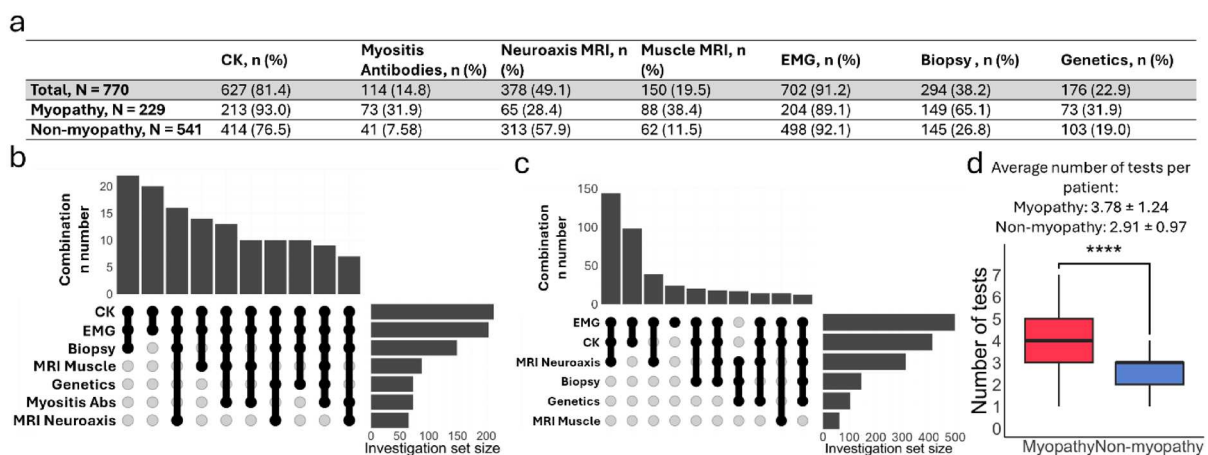 a
CK, n (%) Myositis Antibodies, n (%) Neuroaxis MRI, n (%) Muscle MRI, n (%) EMG, n (%) Biopsy , n (%) Genetics, n (%)
Total, N = 770 627 (81.4) 114 (14.8) 378 (49.1) 150 (19.5) 702 (91.2) 294 (38.2) 176 (22.9)
Myopathy, N = 229 213 (93.0) 73 (31.9) 65 (28.4) 88 (38.4) 204 (89.1) 149 (65.1) 73 (31.9)
Non-myopathy, N = 541 414 (76.5) 41 (7.58) 313 (57.9) 62 (11.5) 498 (92.1) 145 (26.8) 103 (19.0)
b
Combination
n number
20
15
10
5
0
CK
EMG
Biopsy
MRI Muscle
Genetics
Myositis Abs
MRI Neuroaxis
0 50 100 150 200
Investigation set size
c
Combination
n number
150
100
50
0
EMG
CK
MRI Neuroaxis
Biopsy
Genetics
MRI Muscle
0 100 200 300 400 500
Investigation set size
d
Average number of tests per
patient:
Myopathy: 3.78 ± 1.24
Non-myopathy: 2.91 ± 0.97
****
Number of tests
7
6
5
4
3
2
1
0
Myopathy Non-myopathy